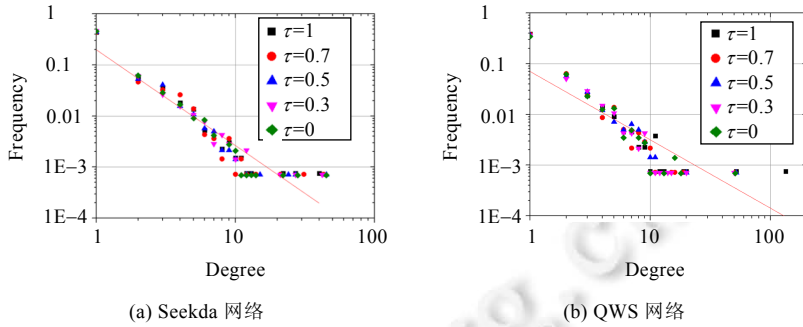 1
0.1
0.01
1E−3
1E−4
Frequency
1
10
100
Degree
τ=1
τ=0.7
τ=0.5
τ=0.3
τ=0
(a) Seekda 网络
1
0.1
0.01
1E−3
1E−4
Frequency
1
10
100
Degree
τ=1
τ=0.7
τ=0.5
τ=0.3
τ=0
(b) QWS 网络